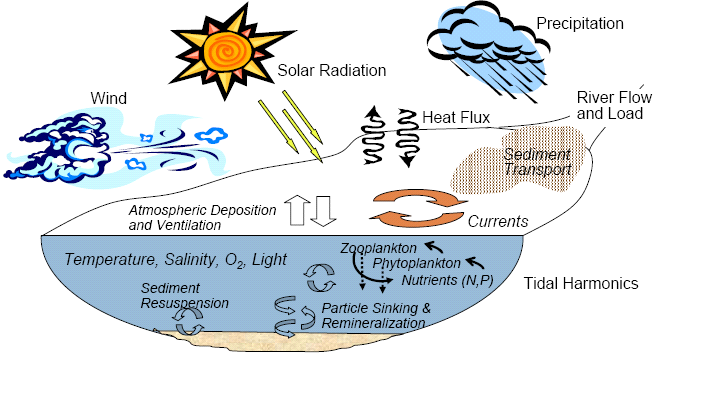 Precipitation
Solar Radiation
Wind
River Flow
and Load
Heat Flux
Sediment
Transport
Atmospheric Deposition
and Ventilation
Currents
Zooplankton
Temperature, Salinity, O2, Light
Phytoplankton
Nutrients (N,P)
Tidal Harmonics
Sediment
Resuspension
Particle Sinking &
Remineralization